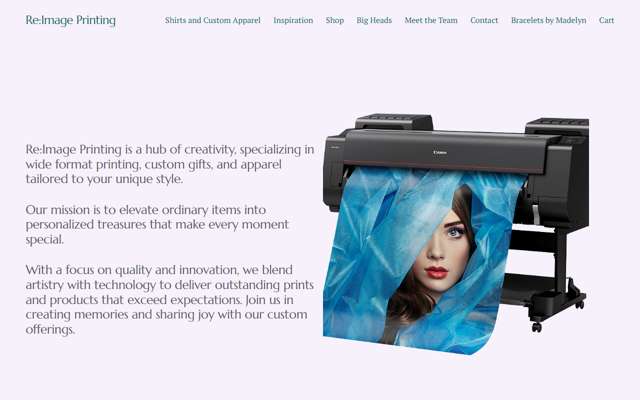 Re:Image Printing
Shirts and Custom Apparel Inspiration Shop Big Heads Meet the Team Contact Bracelets by Madelyn Cart
Re:Image Printing is a hub of creativity, specializing in
wide format printing, custom gifts, and apparel
tailored to your unique style.
Our mission is to elevate ordinary items into
personalized treasures that make every moment
special.
With a focus on quality and innovation, we blend
artistry with technology to deliver outstanding prints
and products that exceed expectations. Join us in
creating memories and sharing joy with our custom
offerings.
Canon